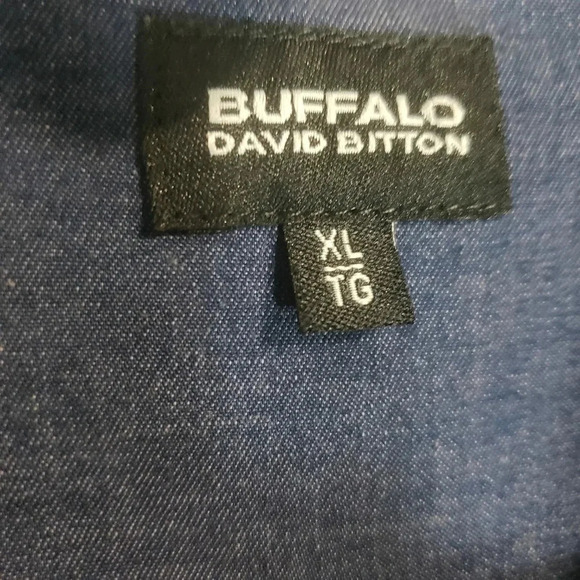 BUFFALO
DAVID BITTON
XL
TG